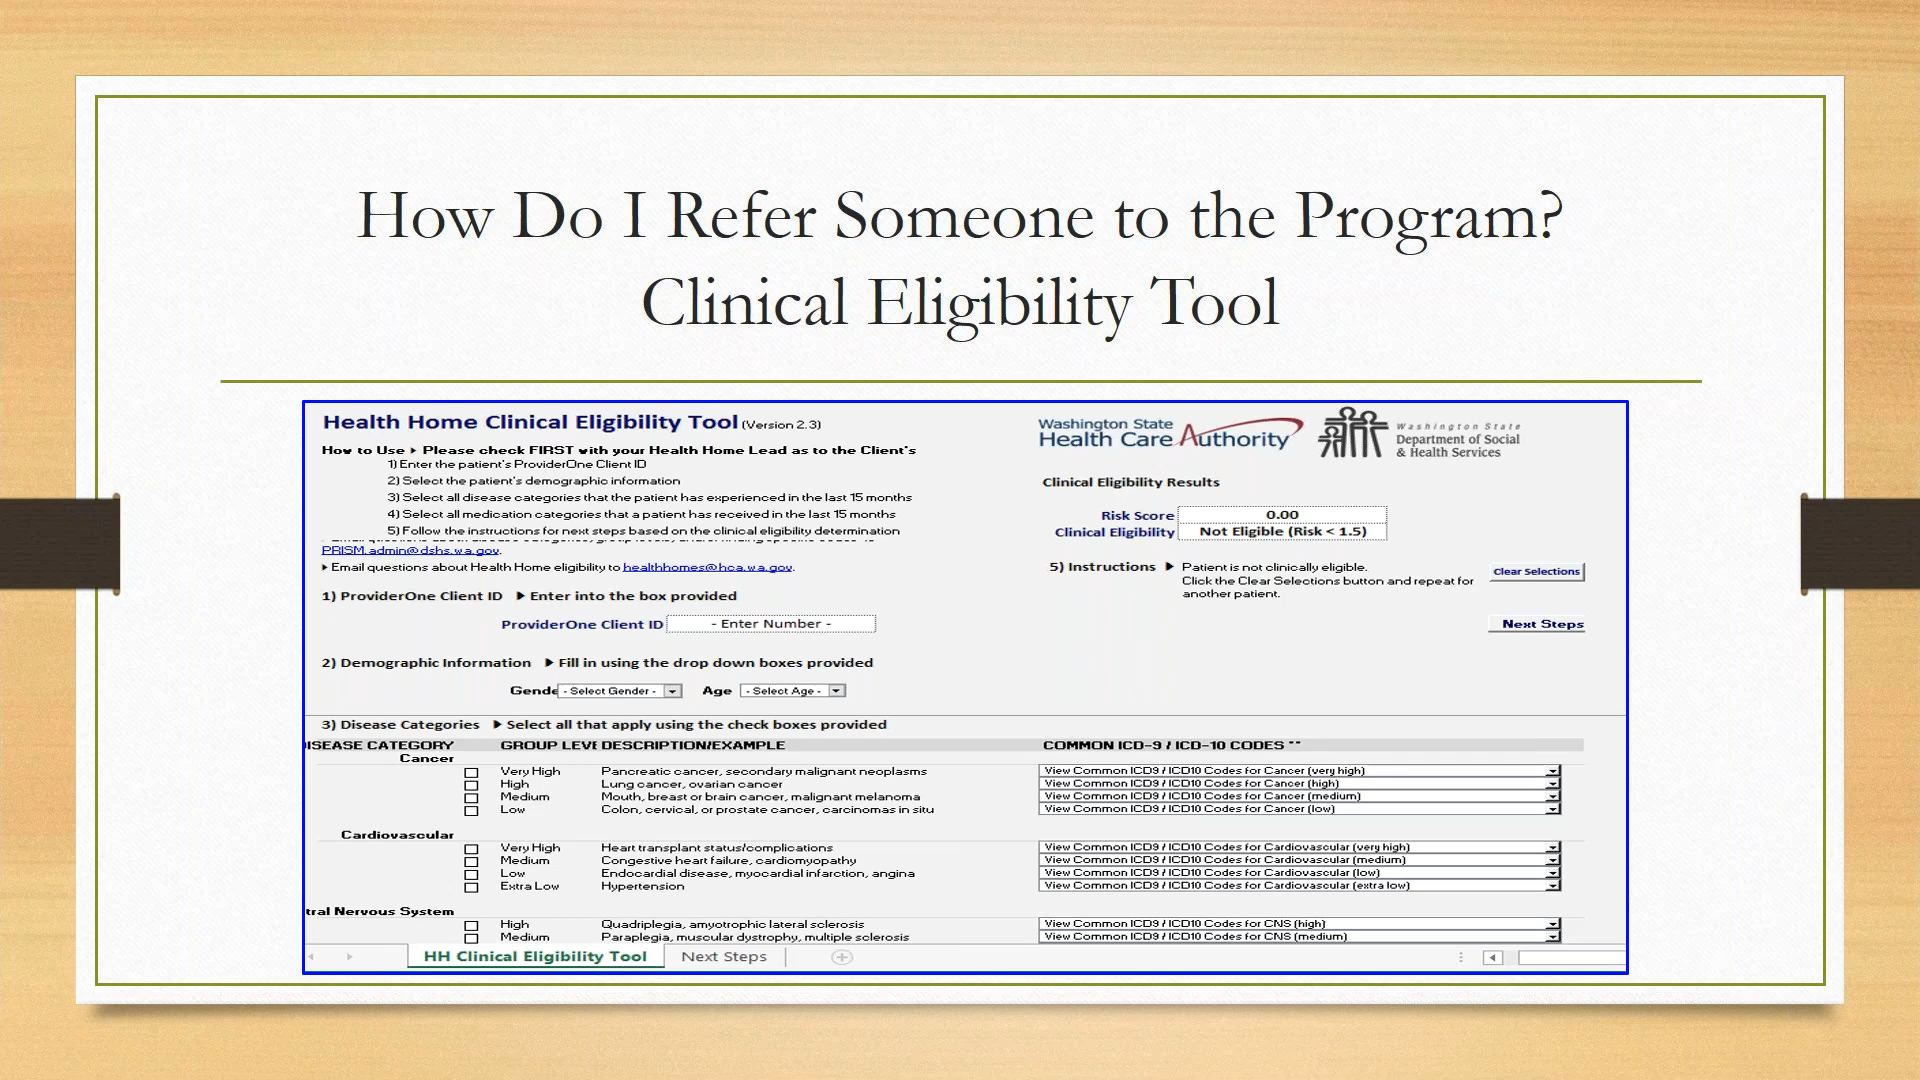 How Do I Refer Someone to the Program?
Clinical Eligibility Tool
Health Home Clinical Eligibility Tool (Version 2.3)
How to Use ▸ Please check FIRST with your Health Home Lead as to the Client's
1) Enter the patient's ProviderOne Client ID
2) Select the patient's demographic information
3) Select all disease categories that the patient has experienced in the last 15 months
4) Select all medication categories that a patient has received in the last 15 months
5) Follow the instructions for next steps based on the clinical eligibility determination
PRISM.admin@dshs.wa.gov.
▸ Email questions about Health Home eligibility to healthhomes@hca.wa.gov.
Washington State
Health Care Authority
Washington State
Department of Social
& Health Services
Clinical Eligibility Results
Risk Score 0.00
Clinical Eligibility Not Eligible (Risk < 1.5)
5) Instructions ▶ Patient is not clinically eligible.
Click the Clear Selections button and repeat for
another patient.
Clear Selections
Next Steps
1) ProviderOne Client ID ▶ Enter into the box provided
ProviderOne Client ID - Enter Number -
2) Demographic Information ▶ Fill in using the drop down boxes provided
Gende - Select Gender - Age - Select Age -
3) Disease Categories ▶ Select all that apply using the check boxes provided
ISEASE CATEGORY GROUP LEVE DESCRIPTION/EXAMPLE COMMON ICD-9 / ICD-10 CODES **
Cancer
Very High Pancreatic cancer, secondary malignant neoplasms View Common ICD9 / ICD10 Codes for Cancer (very high)
High Lung cancer, ovarian cancer View Common ICD9 / ICD10 Codes for Cancer (high)
Medium Mouth, breast or brain cancer, malignant melanoma View Common ICD9 / ICD10 Codes for Cancer (medium)
Low Colon, cervical, or prostate cancer, carcinomas in situ View Common ICD9 / ICD10 Codes for Cancer (low)
Cardiovascular
Very High Heart transplant status/complications View Common ICD9 / ICD10 Codes for Cardiovascular (very high)
Medium Congestive heart failure, cardiomyopathy View Common ICD9 / ICD10 Codes for Cardiovascular (medium)
Low Endocardial disease, myocardial infarction, angina View Common ICD9 / ICD10 Codes for Cardiovascular (low)
Extra Low Hypertension View Common ICD9 / ICD10 Codes for Cardiovascular (extra low)
tral Nervous System
High Quadriplegia, amyotrophic lateral sclerosis View Common ICD9 / ICD10 Codes for CNS (high)
Medium Paraplegia, muscular dystrophy, multiple sclerosis View Common ICD9 / ICD10 Codes for CNS (medium)
HH Clinical Eligibility Tool Next Steps